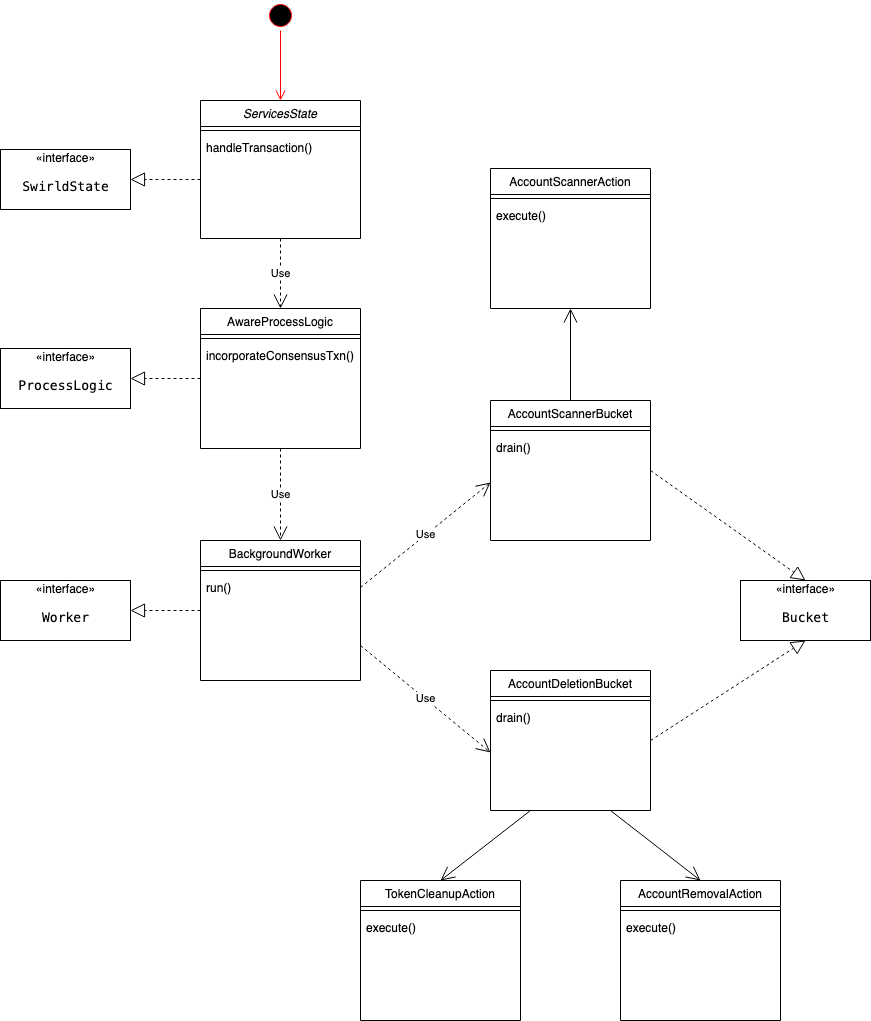 ServicesState
handleTransaction()
«interface»
SwirldState
Use
AccountScannerAction
execute()
AwareProcessLogic
incorporateConsensusTxn()
«interface»
ProcessLogic
Use
AccountScannerBucket
drain()
BackgroundWorker
run()
Use
«interface»
Worker
«interface»
Bucket
Use
AccountDeletionBucket
drain()
TokenCleanupAction
execute()
AccountRemovalAction
execute()